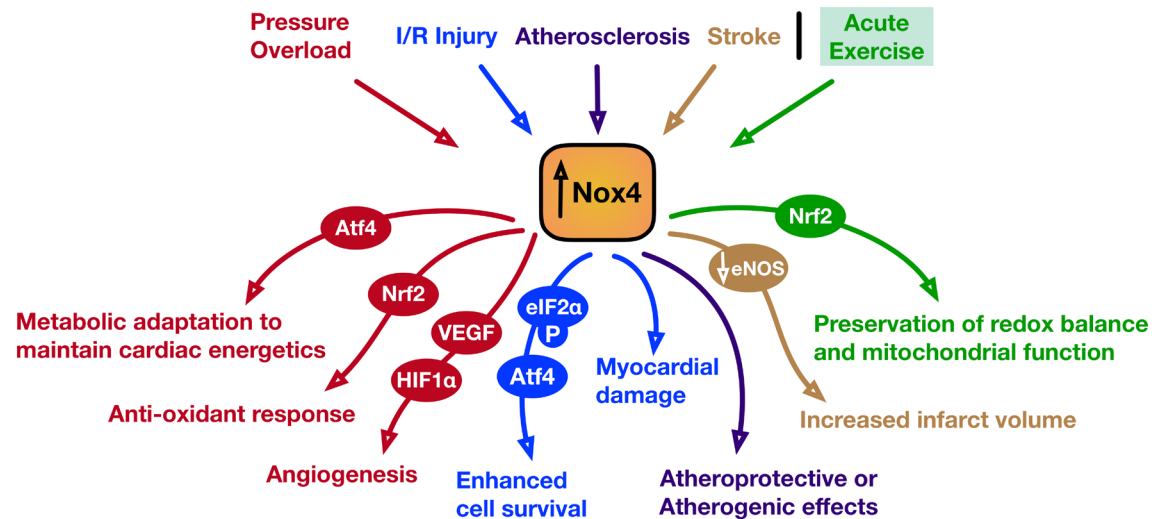 Pressure
Overload
I/R Injury
Atherosclerosis
Stroke
Acute
Exercise
Nox4
Atf4
Nrf2
VEGF
HIF1α
eIF2α
P
Atf4
eNOS
Nrf2
Metabolic adaptation to
maintain cardiac energetics
Anti-oxidant response
Angiogenesis
Enhanced
cell survival
Myocardial
damage
Atheroprotective or
Atherogenic effects
Increased infarct volume
Preservation of redox balance
and mitochondrial function